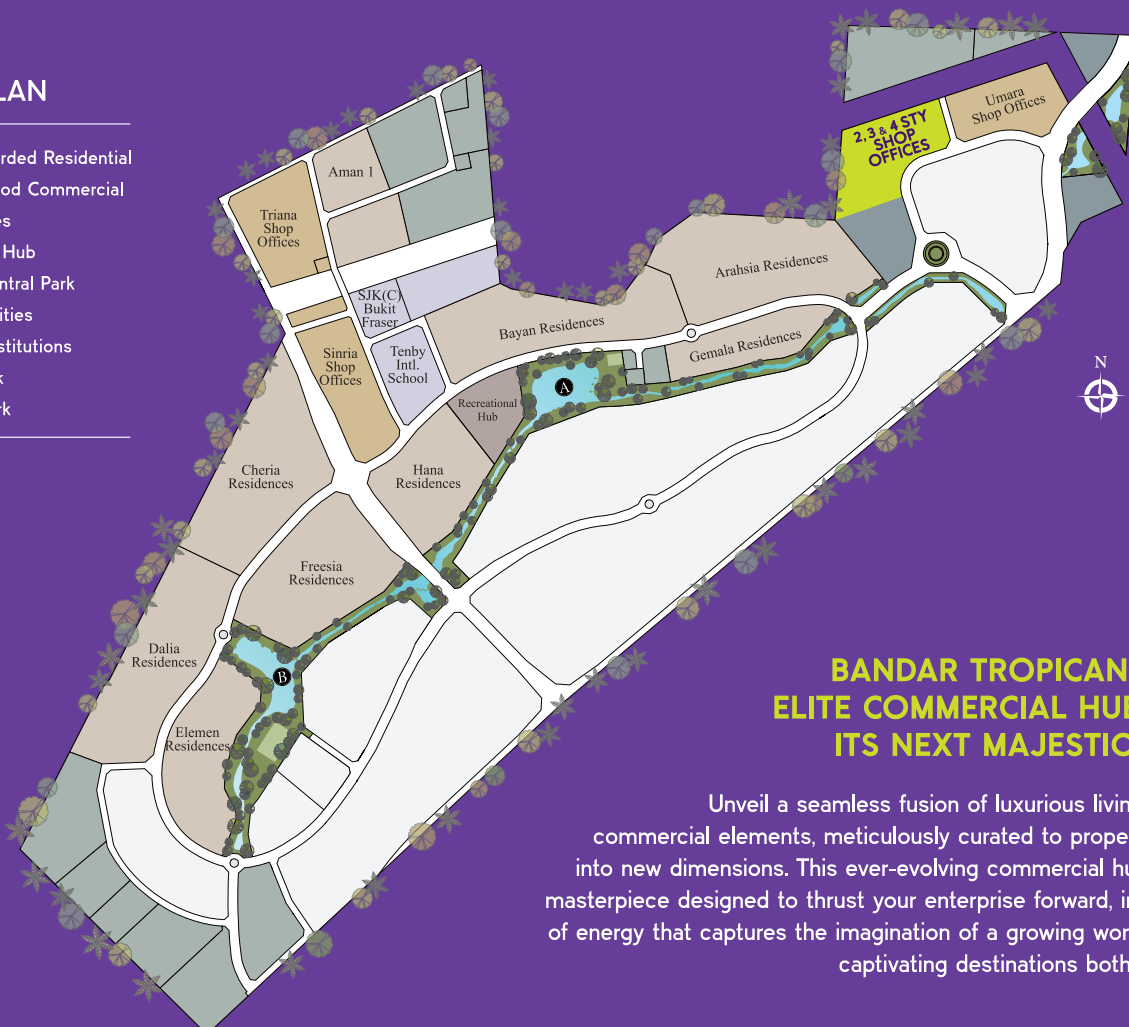 LAN
rded Residential
od Commercial
es
Hub
ntral Park
ities
stitutions
k
rk
Aman 1
Triana
Shop
Offices
SJK(C)
Bukit
Fraser
Sinria
Shop
Offices
Tenby
Intl.
School
Bayan Residences
Arahsia Residences
Gemala Residences
2, 3 & 4 STY
SHOP
OFFICES
Umara
Shop Offices
N
A
Recreational
Hub
Cheria
Residences
Hana
Residences
Freesia
Residences
Dalia
Residences
B
Elemen
Residences
BANDAR TROPICAN
ELITE COMMERCIAL HUB
ITS NEXT MAJESTIC
Unveil a seamless fusion of luxurious livin
commercial elements, meticulously curated to prope
into new dimensions. This ever-evolving commercial hu
masterpiece designed to thrust your enterprise forward, in
of energy that captures the imagination of a growing wor
captivating destinations both